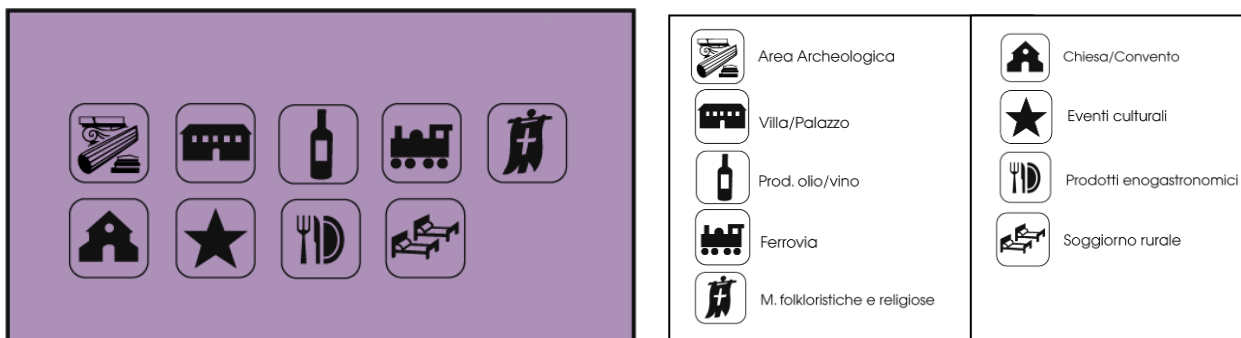 Area Archeologica
Villa/Palazzo
Prod. olio/vino
Ferrovia
M. folkloristiche e religiose
Chiesa/Convento
Eventi culturali
Prodotti enogastronomici
Soggiorno rurale